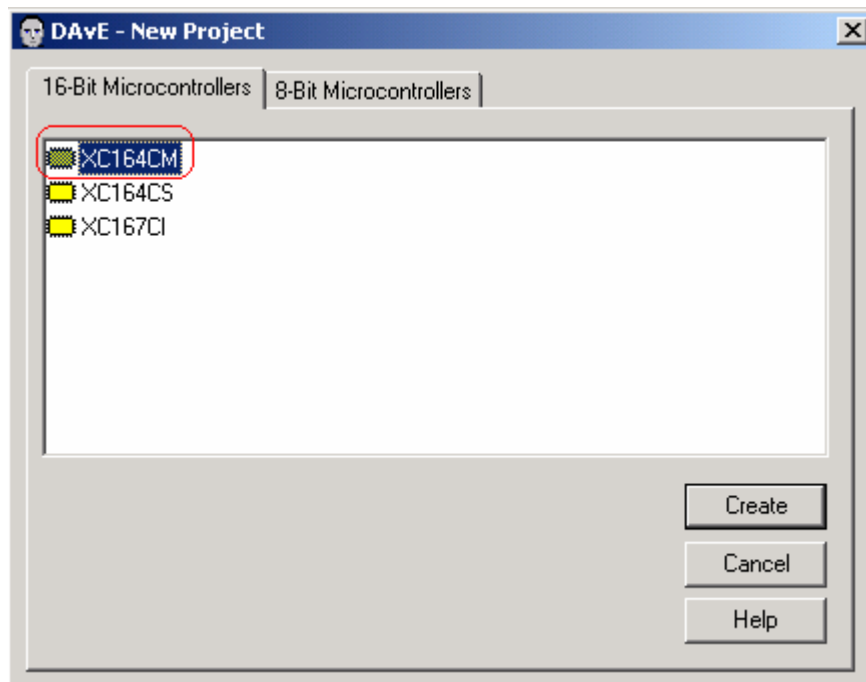 DAvE - New Project
16-Bit Microcontrollers 8-Bit Microcontrollers
XC164CM
XC164CS
XC167CI
Create
Cancel
Help